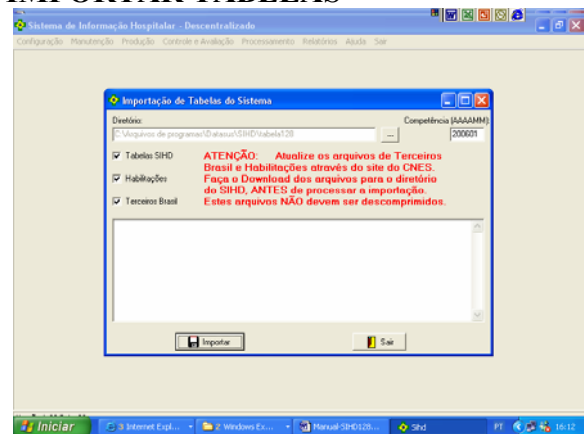 IMPORTAR TABELAS
Sistema de Informação Hospitalar - Descentralizado
Configuração Manutenção Produção Controle e Avaliação Processamento Relatórios Ajuda Sair
Importação de Tabelas do Sistema
Diretório: Competência (AAAAMM):
C:\Arquivos de programas\Datasus\SIHD\tabela128 ... 200601
Tabelas SIHD
Habilitações
Terceiros Brasil
ATENÇÃO: Atualize os arquivos de Terceiros
Brasil e Habilitações através do site do CNES.
Faça o Download dos arquivos para o diretório
do SIHD, ANTES de processar a importação.
Estes arquivos NÃO devem ser descomprimidos.
Importar Sair
Iniciar 3 Internet Expl... 2 Windows Ex... Manual-SIHD128... Sihd PT 16:12